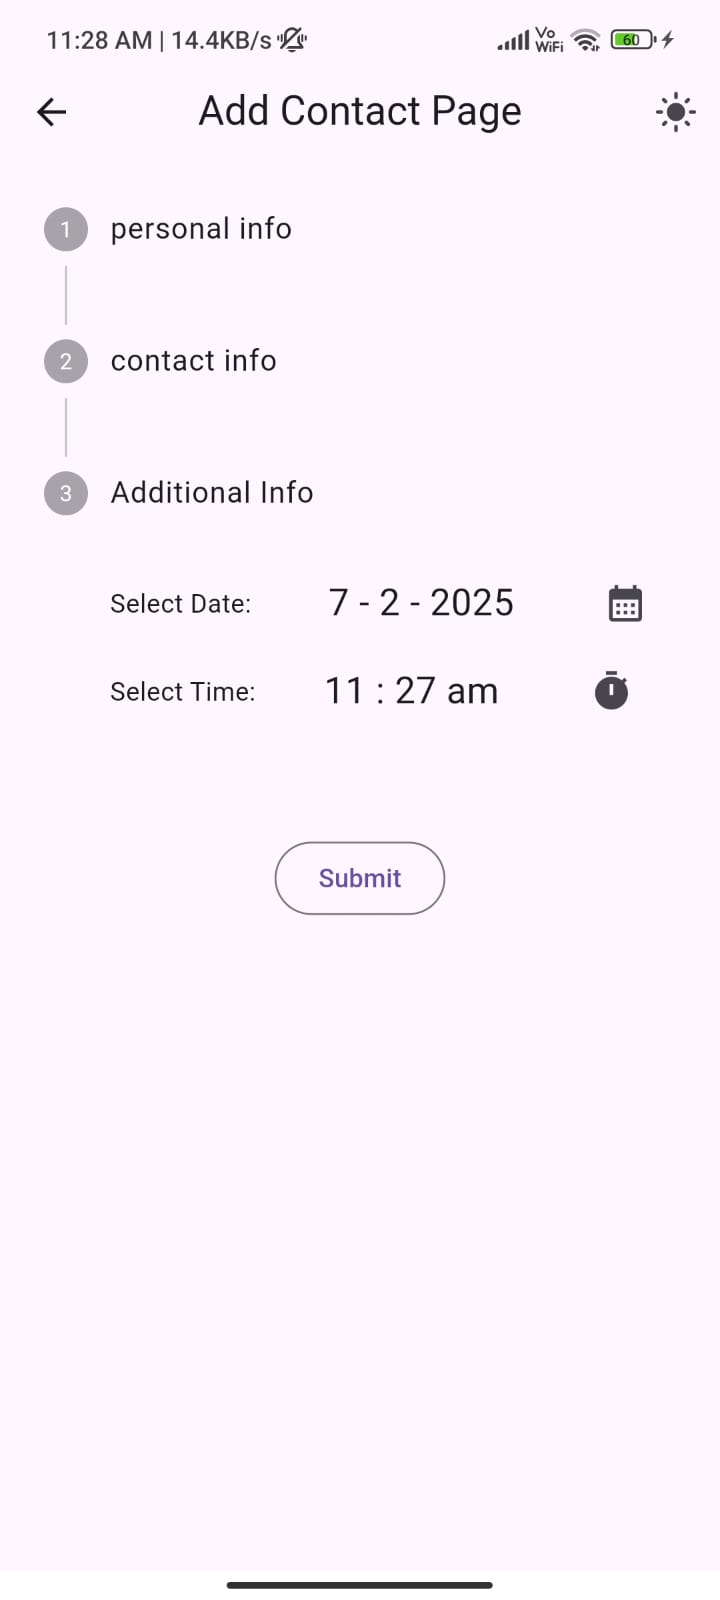 11:28 AM | 14.4KB/s Vo WiFi 60
Add Contact Page
1 personal info
2 contact info
3 Additional Info
Select Date: 7 - 2 - 2025
Select Time: 11 : 27 am
Submit